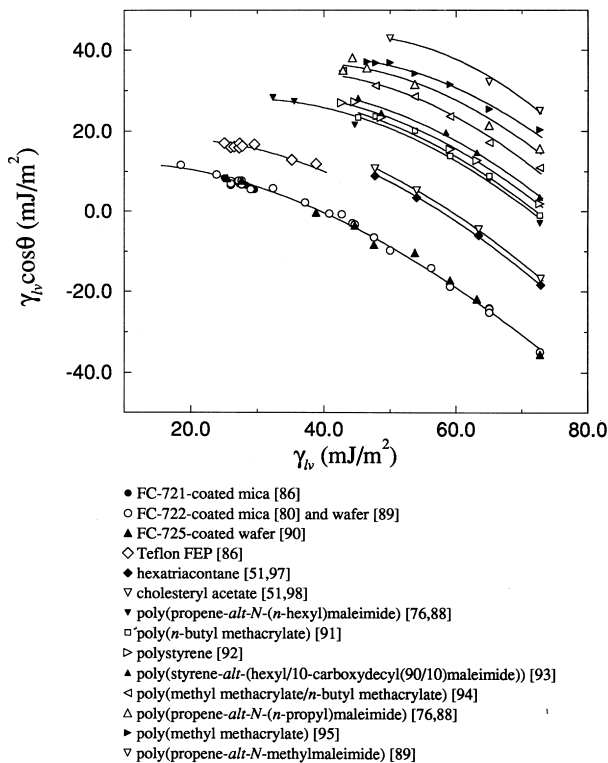 40.0
20.0
0.0
-20.0
-40.0
γlv cosθ (mJ/m²)
20.0 40.0 60.0 80.0
γlv (mJ/m²)
FC-721-coated mica [86]
FC-722-coated mica [80] and wafer [89]
FC-725-coated wafer [90]
Teflon FEP [86]
hexatriacontane [51,97]
cholesteryl acetate [51,98]
poly(propene-alt-N-(n-hexyl)maleimide) [76,88]
poly(n-butyl methacrylate) [91]
polystyrene [92]
poly(styrene-alt-(hexyl/10-carboxydecyl(90/10)maleimide)) [93]
poly(methyl methacrylate/n-butyl methacrylate) [94]
poly(propene-alt-N-(n-propyl)maleimide) [76,88]
poly(methyl methacrylate) [95]
poly(propene-alt-N-methylmaleimide) [89]